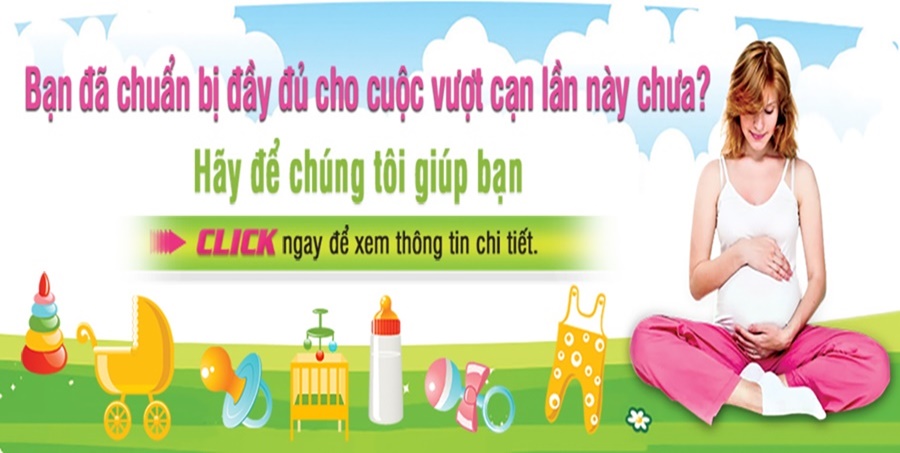 Bạn đã chuẩn bị đầy đủ cho cuộc vượt cạn lần này chưa?
Hãy để chúng tôi giúp bạn
CLICK ngay để xem thông tin chi tiết.